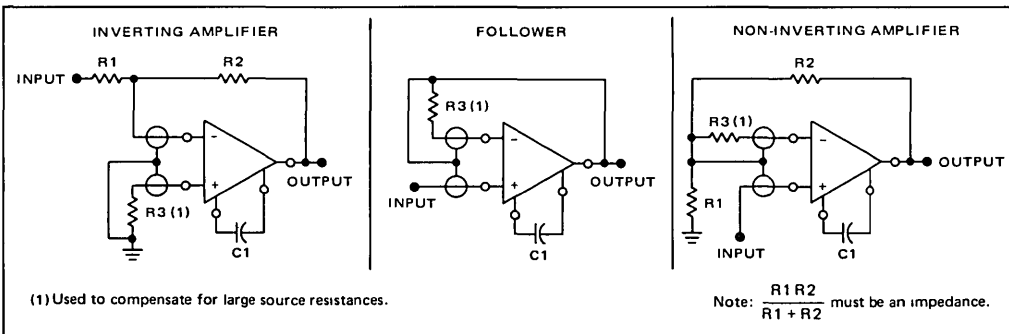 INVERTING AMPLIFIER
INPUT
R1
R2
-
+
R3 (1)
C1
OUTPUT
FOLLOWER
R3 (1)
-
+
INPUT
OUTPUT
C1
NON-INVERTING AMPLIFIER
R2
R3 (1)
-
+
R1
OUTPUT
INPUT
C1
(1) Used to compensate for large source resistances.
Note: R1 R2 / R1 + R2 must be an impedance.